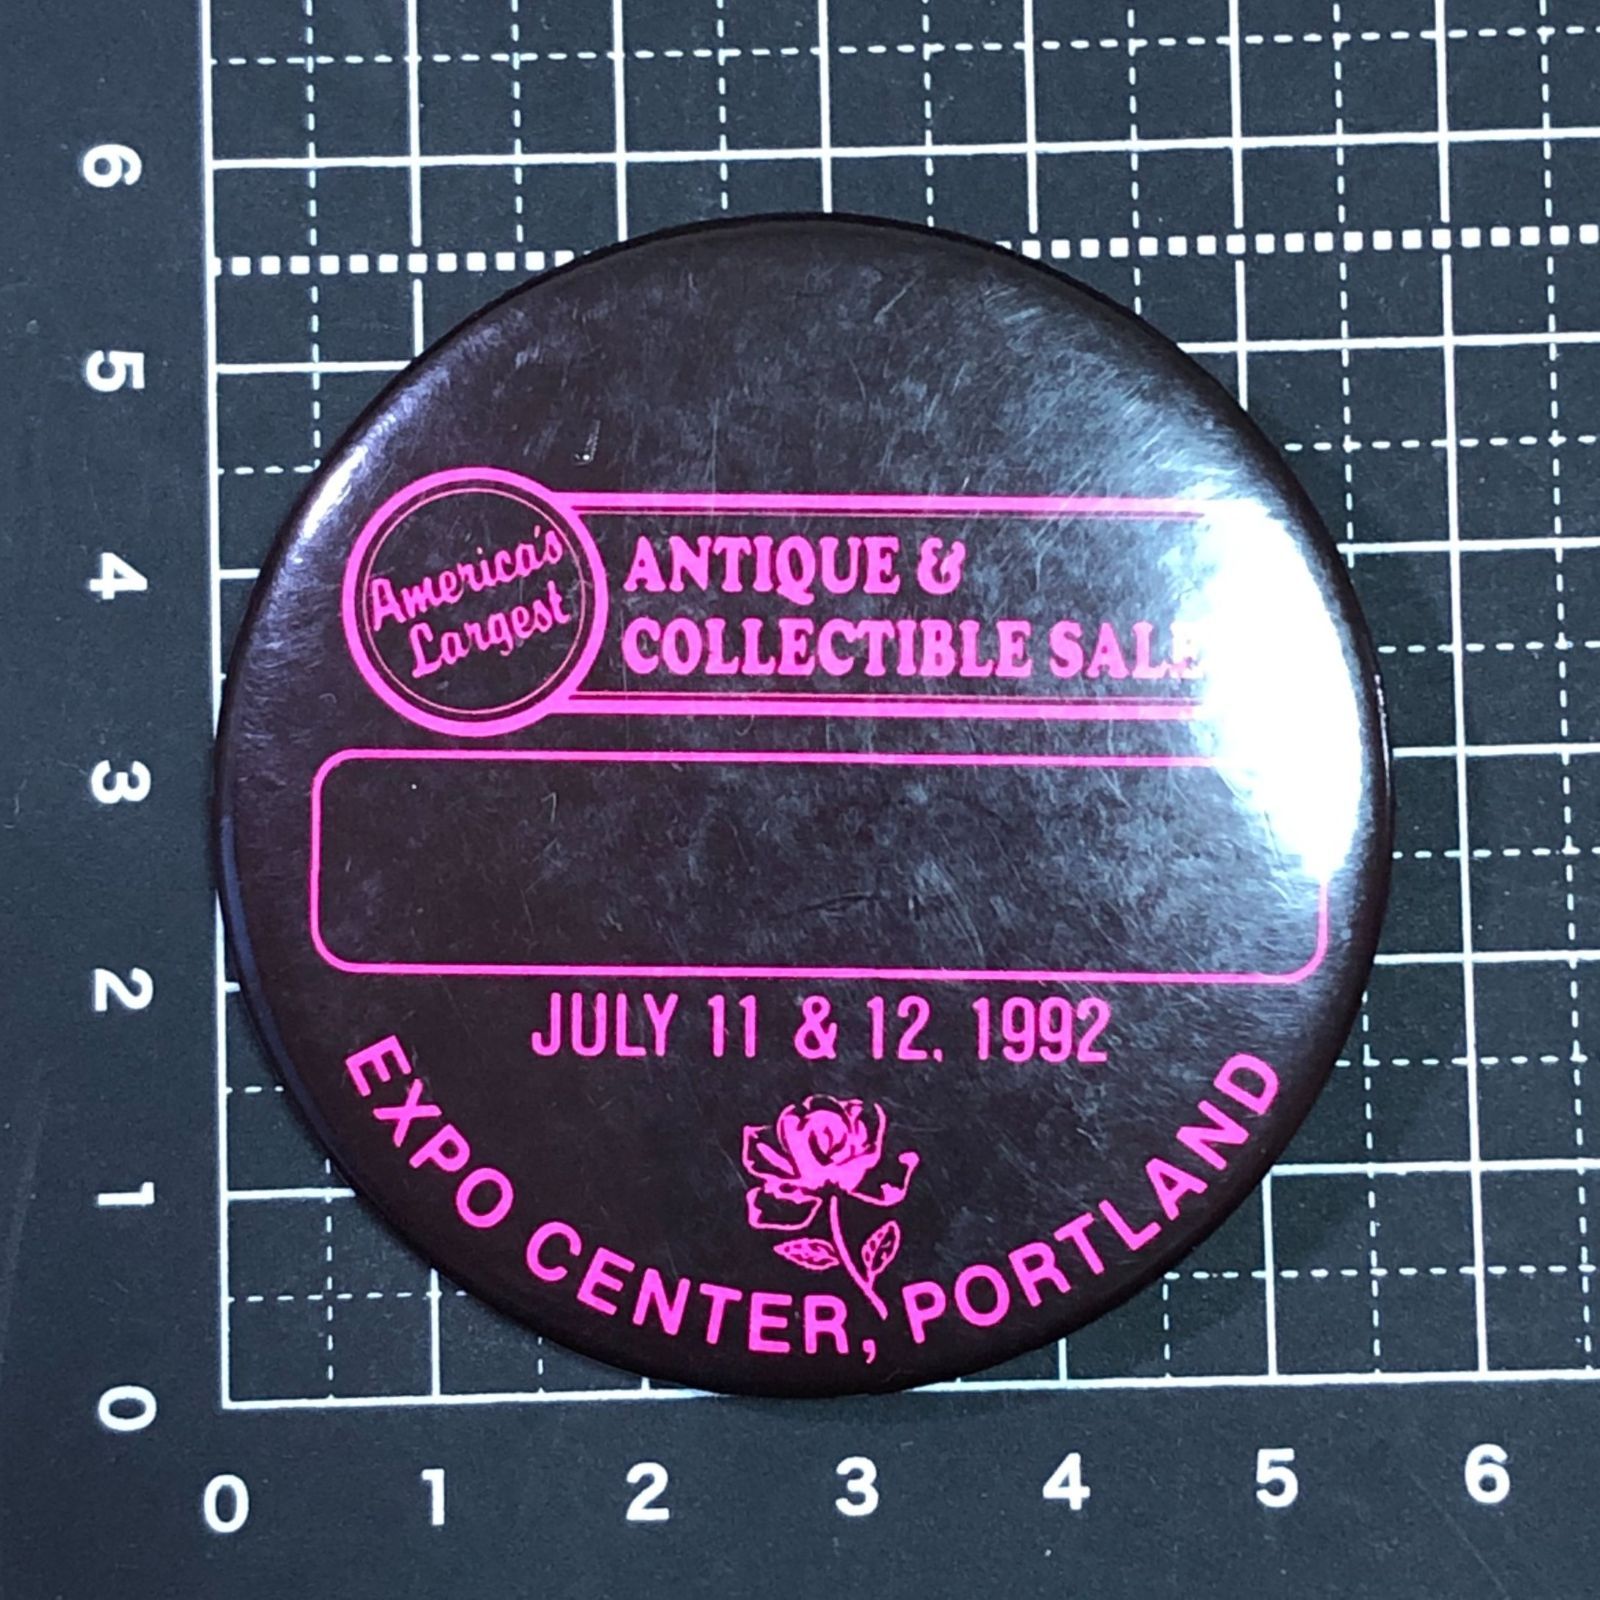 America's
Largest
ANTIQUE &
COLLECTIBLE SALE
JULY 11 & 12, 1992
EXPO CENTER, PORTLAND
6
5
4
3
2
1
0
0 1 2 3 4 5 6